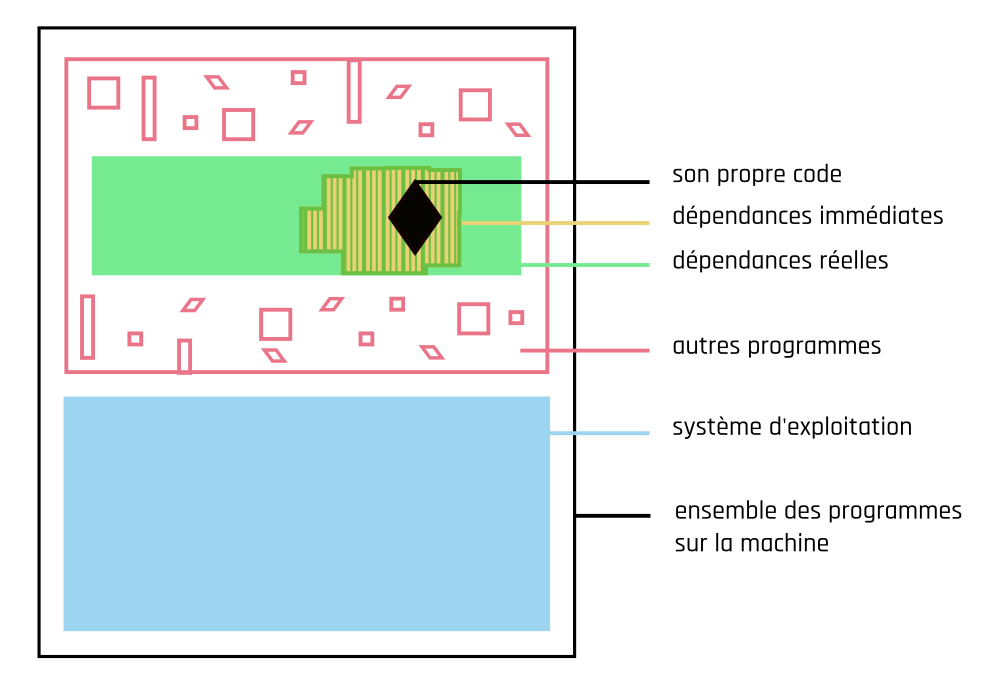 son propre code
dépendances immédiates
dépendances réelles
autres programmes
système d'exploitation
ensemble des programmes
sur la machine